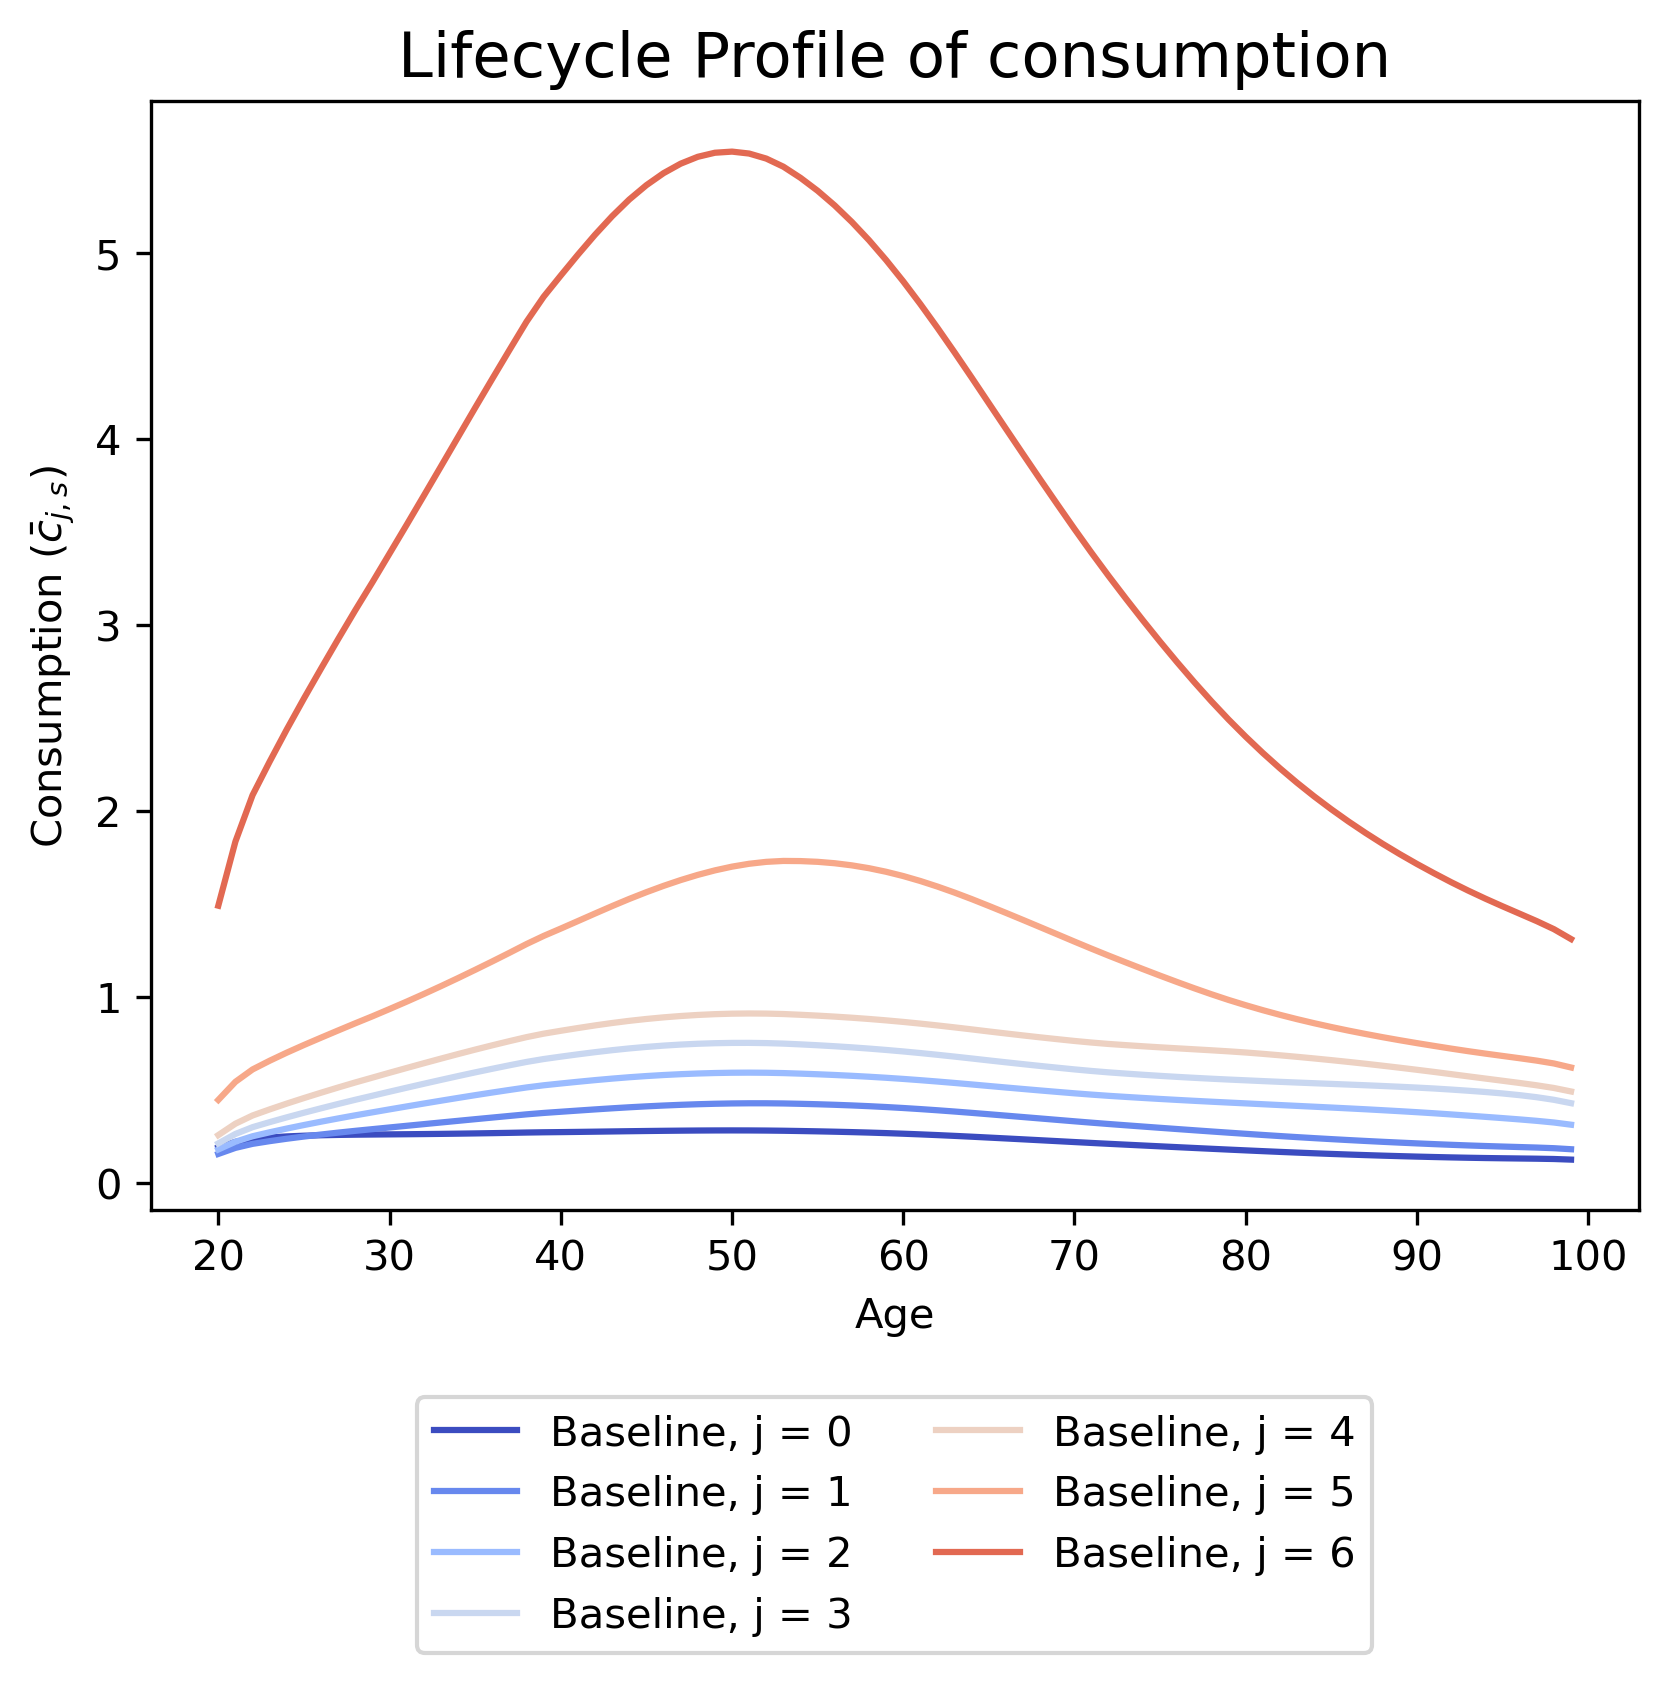 Lifecycle Profile of consumption
Consumption (c̄j,s)
5
4
3
2
1
0
20 30 40 50 60 70 80 90 100
Age
Baseline, j = 0
Baseline, j = 1
Baseline, j = 2
Baseline, j = 3
Baseline, j = 4
Baseline, j = 5
Baseline, j = 6